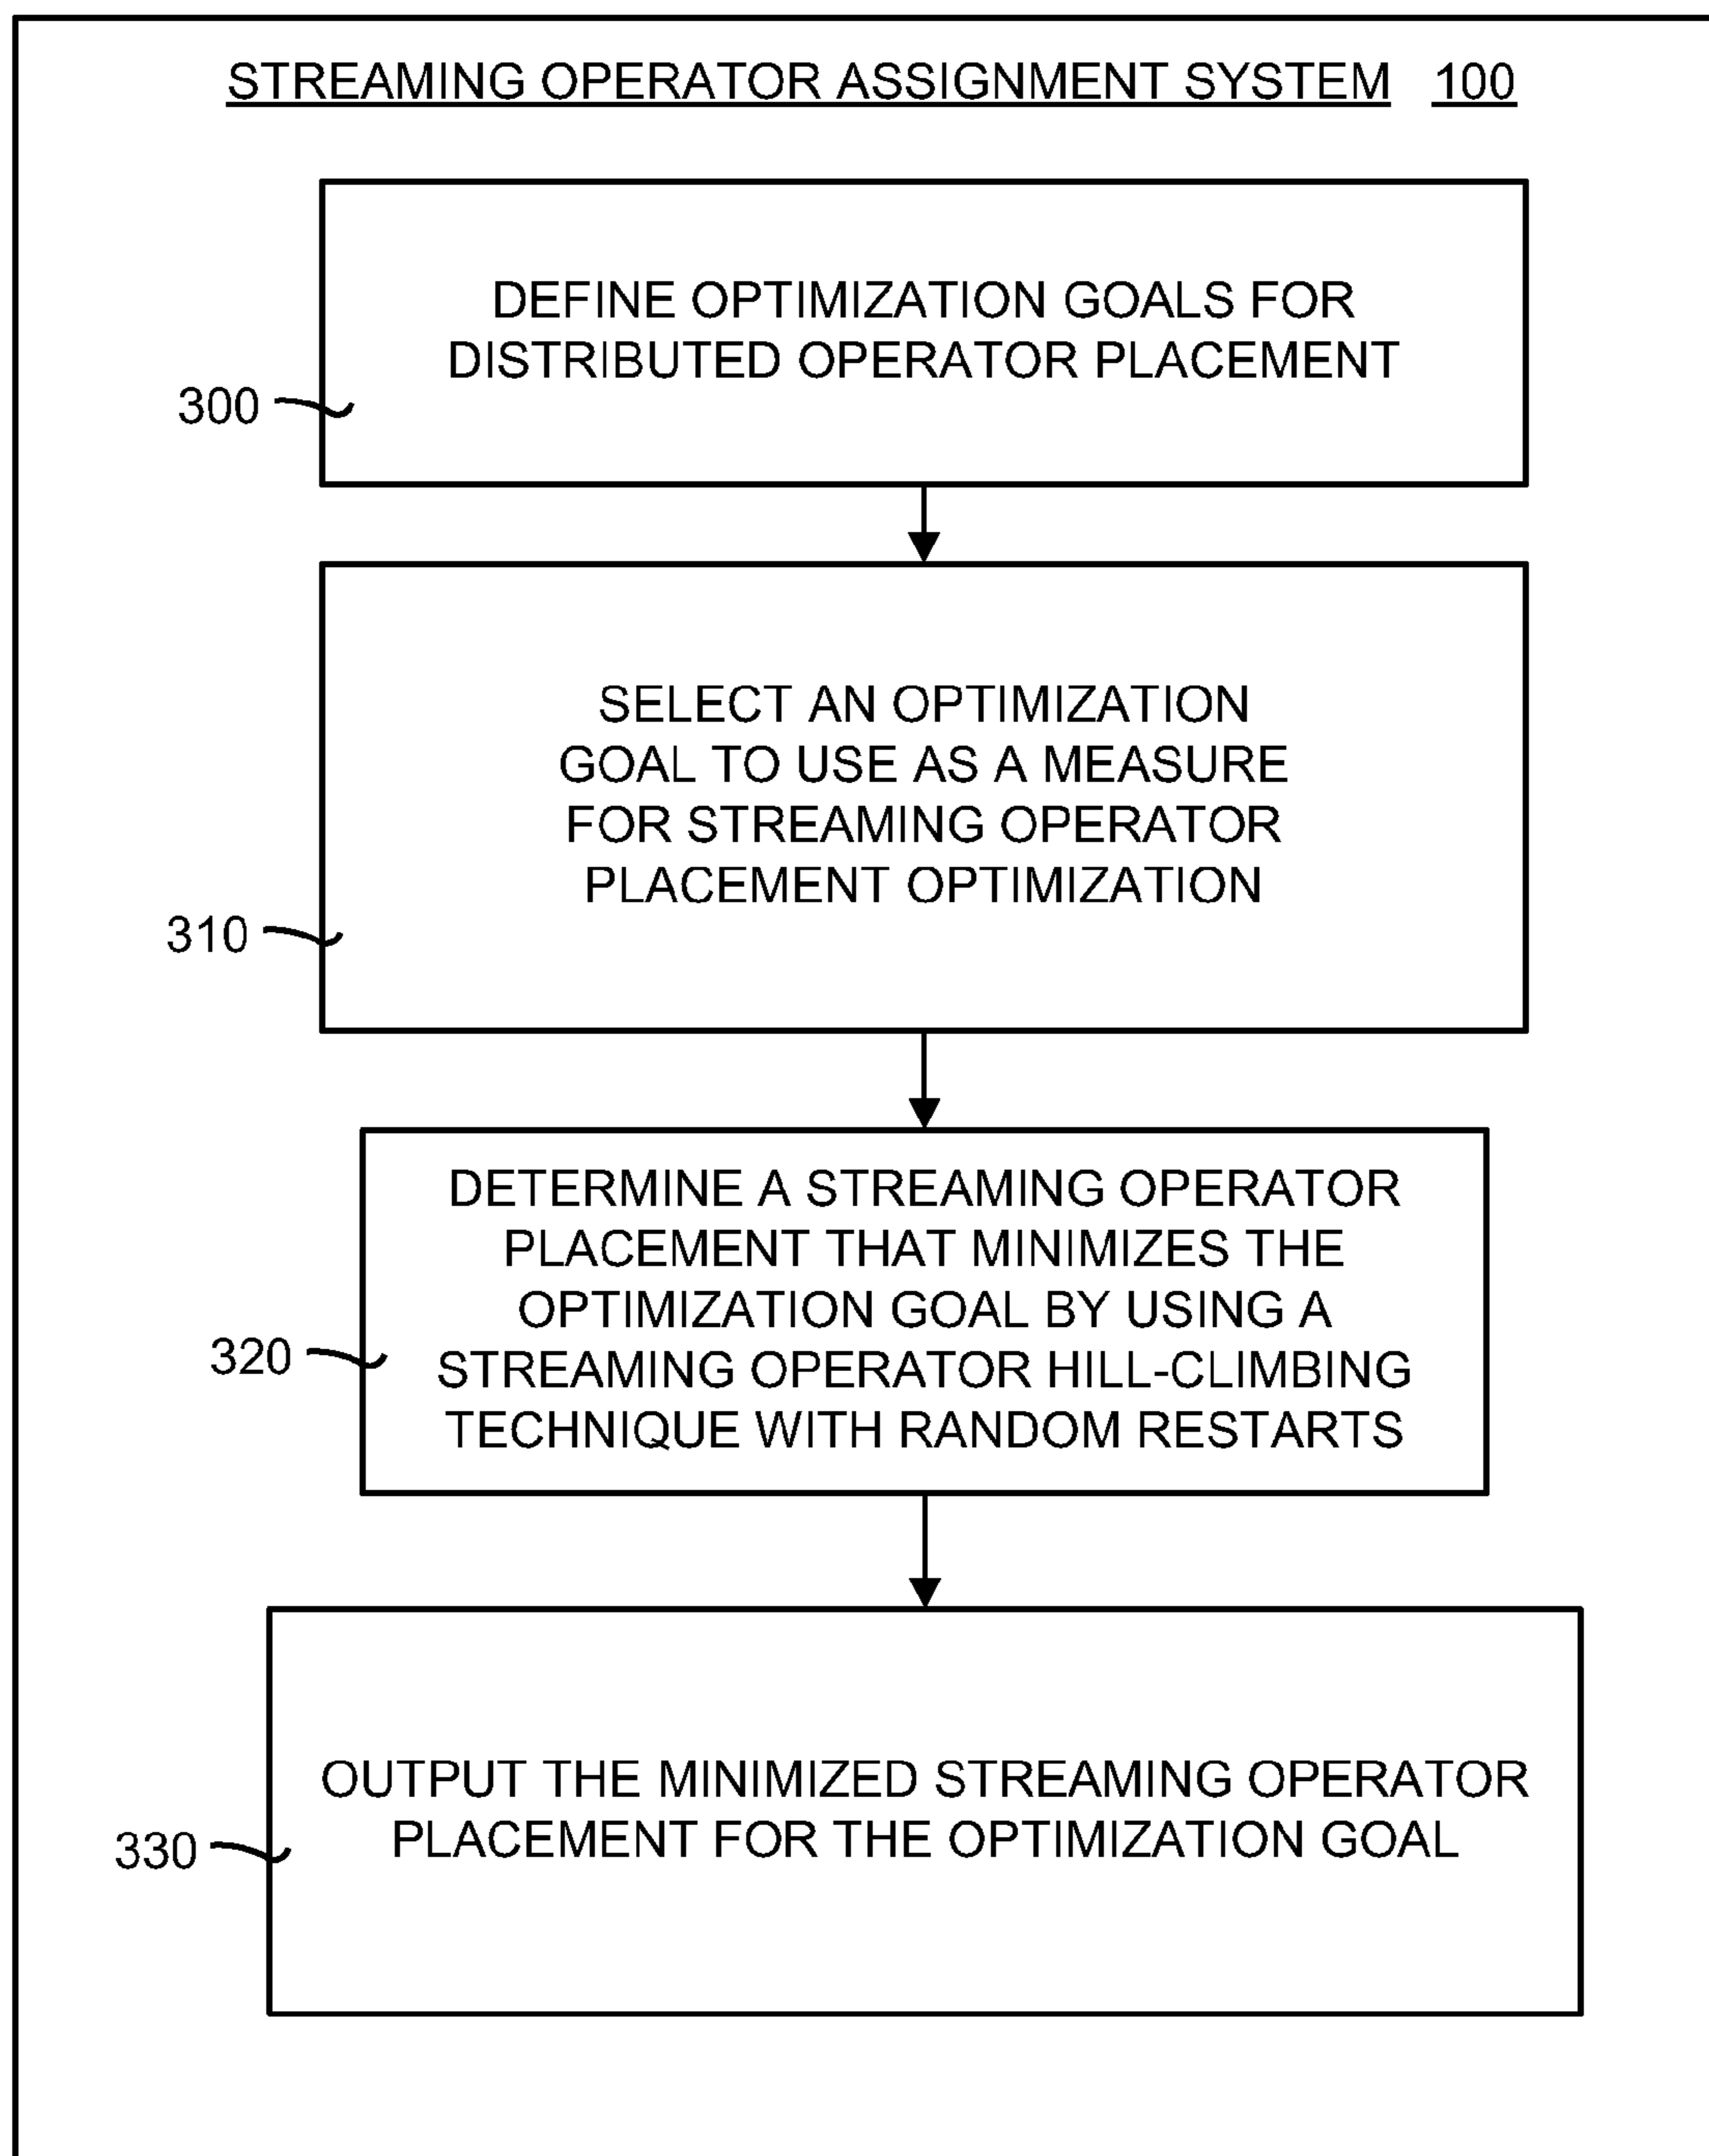 STREAMING OPERATOR ASSIGNMENT SYSTEM 100
DEFINE OPTIMIZATION GOALS FOR
DISTRIBUTED OPERATOR PLACEMENT
300
SELECT AN OPTIMIZATION
GOAL TO USE AS A MEASURE
FOR STREAMING OPERATOR
PLACEMENT OPTIMIZATION
310
DETERMINE A STREAMING OPERATOR
PLACEMENT THAT MINIMIZES THE
OPTIMIZATION GOAL BY USING A
STREAMING OPERATOR HILL-CLIMBING
TECHNIQUE WITH RANDOM RESTARTS
320
OUTPUT THE MINIMIZED STREAMING OPERATOR
PLACEMENT FOR THE OPTIMIZATION GOAL
330